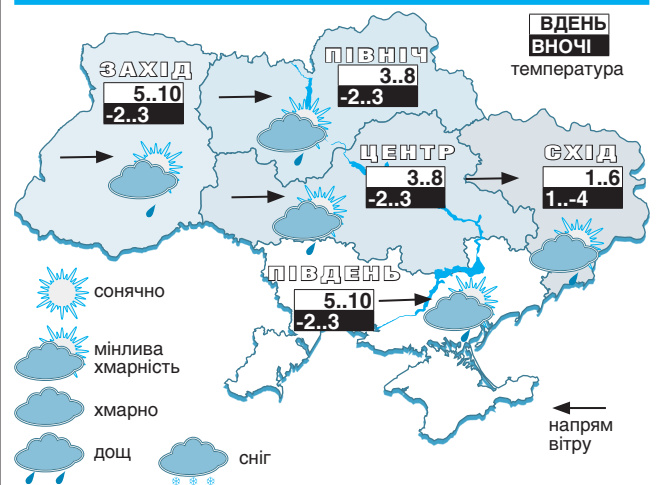 ВДЕНЬ
ВНОЧІ
температура
ЗАХІД
5..10
-2..3
ПІВНІЧ
3..8
-2..3
ЦЕНТР
3..8
-2..3
СХІД
1..6
1..-4
ПІВДЕНЬ
5..10
-2..3
сонячно
мінлива
хмарність
хмарно
дощ
сніг
напрям
вітру